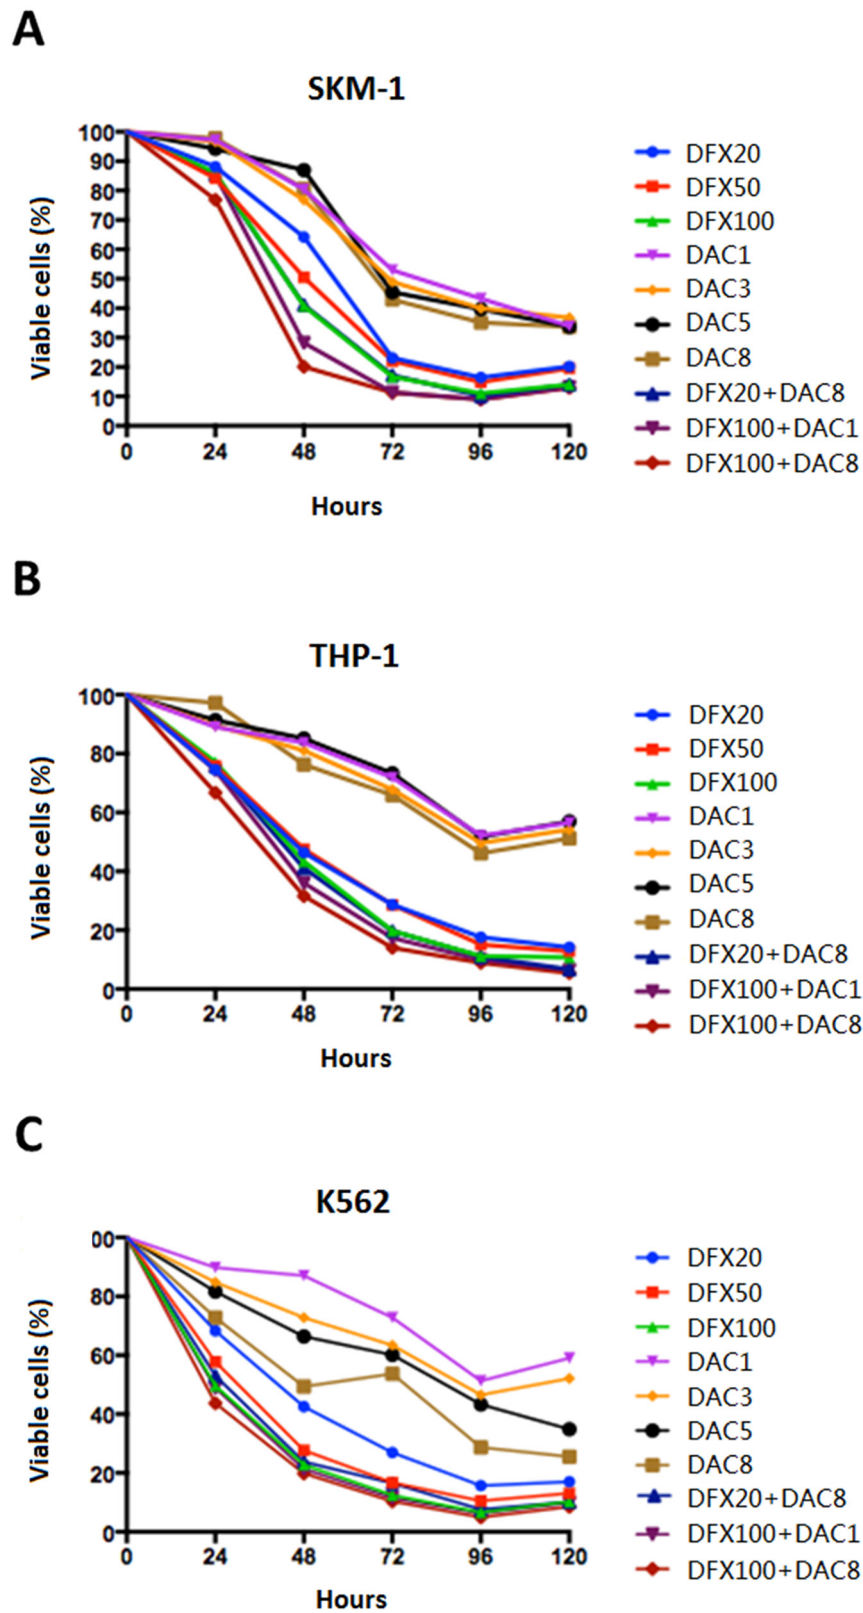 A
SKM-1
Viable cells (%)
100
90
80
70
60
50
40
30
20
10
0
0 24 48 72 96 120
Hours
DFX20
DFX50
DFX100
DAC1
DAC3
DAC5
DAC8
DFX20+DAC8
DFX100+DAC1
DFX100+DAC8
B
THP-1
Viable cells (%)
100
80
60
40
20
0
0 24 48 72 96 120
Hours
DFX20
DFX50
DFX100
DAC1
DAC3
DAC5
DAC8
DFX20+DAC8
DFX100+DAC1
DFX100+DAC8
C
K562
Viable cells (%)
00
80
60
40
20
0
0 24 48 72 96 120
Hours
DFX20
DFX50
DFX100
DAC1
DAC3
DAC5
DAC8
DFX20+DAC8
DFX100+DAC1
DFX100+DAC8